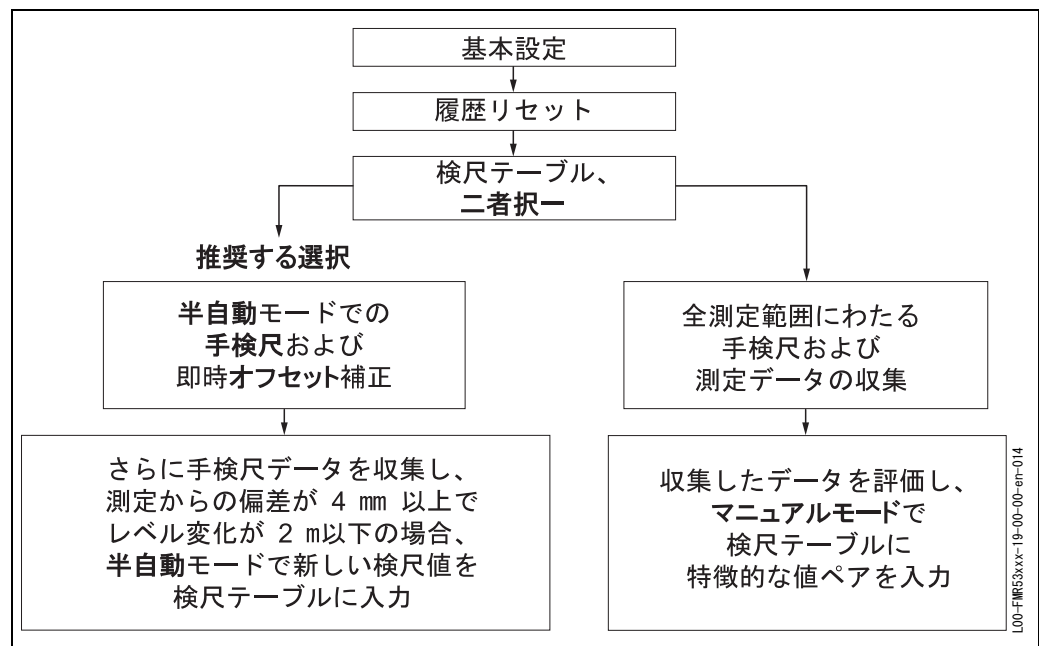 基本設定
履歴リセット
検尺テーブル、
二者択一
推奨する選択
半自動モードでの
手検尺および
即時オフセット補正
全測定範囲にわたる
手検尺および
測定データの収集
さらに手検尺データを収集し、
測定からの偏差が 4 mm 以上で
レベル変化が 2 m以下の場合、
半自動モードで新しい検尺値を
検尺テーブルに入力
収集したデータを評価し、
マニュアルモードで
検尺テーブルに
特徴的な値ペアを入力
L00-FMR53xxx-19-00-00-en-014